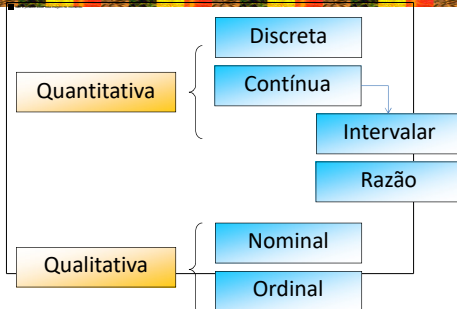 Discreta
Quantitativa
Contínua
Intervalar
Razão
Nominal
Qualitativa
Ordinal